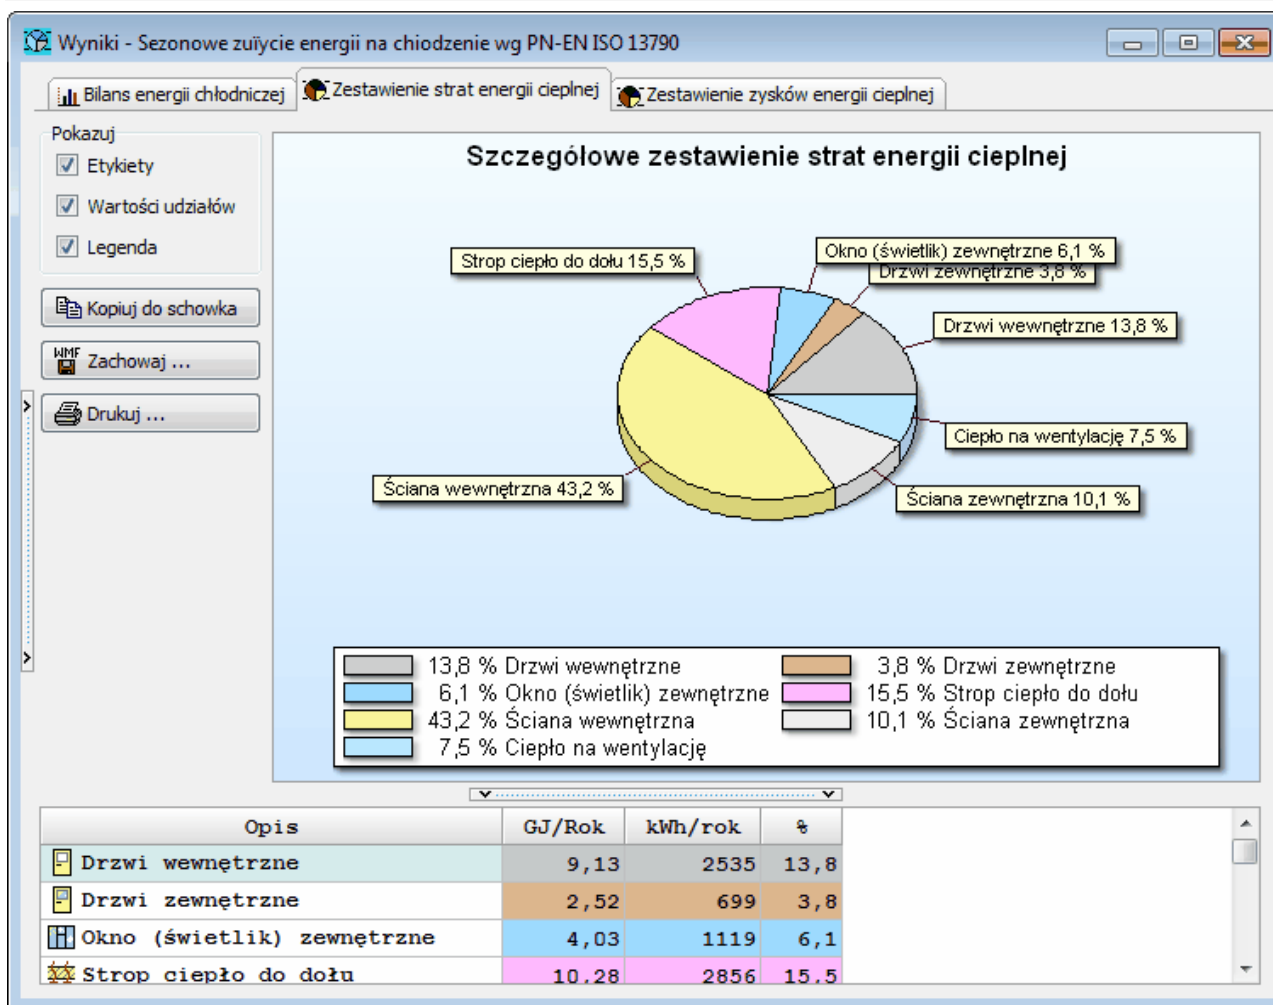 Wyniki - Sezonowe zuїycie energii na chiodzenie wg PN-EN ISO 13790
Bilans energii chłodniczej
Zestawienie strat energii cieplnej
Zestawienie zysków energii cieplnej
Pokazuj
Etykiety
Wartości udziałów
Legenda
Kopiuj do schowka
WMF
Zachowaj ...
Drukuj ...
Szczegółowe zestawienie strat energii cieplnej
Strop ciepło do dołu 15,5 %
Okno (świetlik) zewnętrzne 6,1 %
Drzwi zewnętrzne 3,8 %
Drzwi wewnętrzne 13,8 %
Ciepło na wentylację 7,5 %
Ściana wewnętrzna 43,2 %
Ściana zewnętrzna 10,1 %
13,8 % Drzwi wewnętrzne 3,8 % Drzwi zewnętrzne
6,1 % Okno (świetlik) zewnętrzne 15,5 % Strop ciepło do dołu
43,2 % Ściana wewnętrzna 10,1 % Ściana zewnętrzna
7,5 % Ciepło na wentylację
Opis GJ/Rok kWh/rok %
Drzwi wewnętrzne 9,13 2535 13,8
Drzwi zewnętrzne 2,52 699 3,8
Okno (świetlik) zewnętrzne 4,03 1119 6,1
Strop ciepło do dołu 10,28 2856 15,5